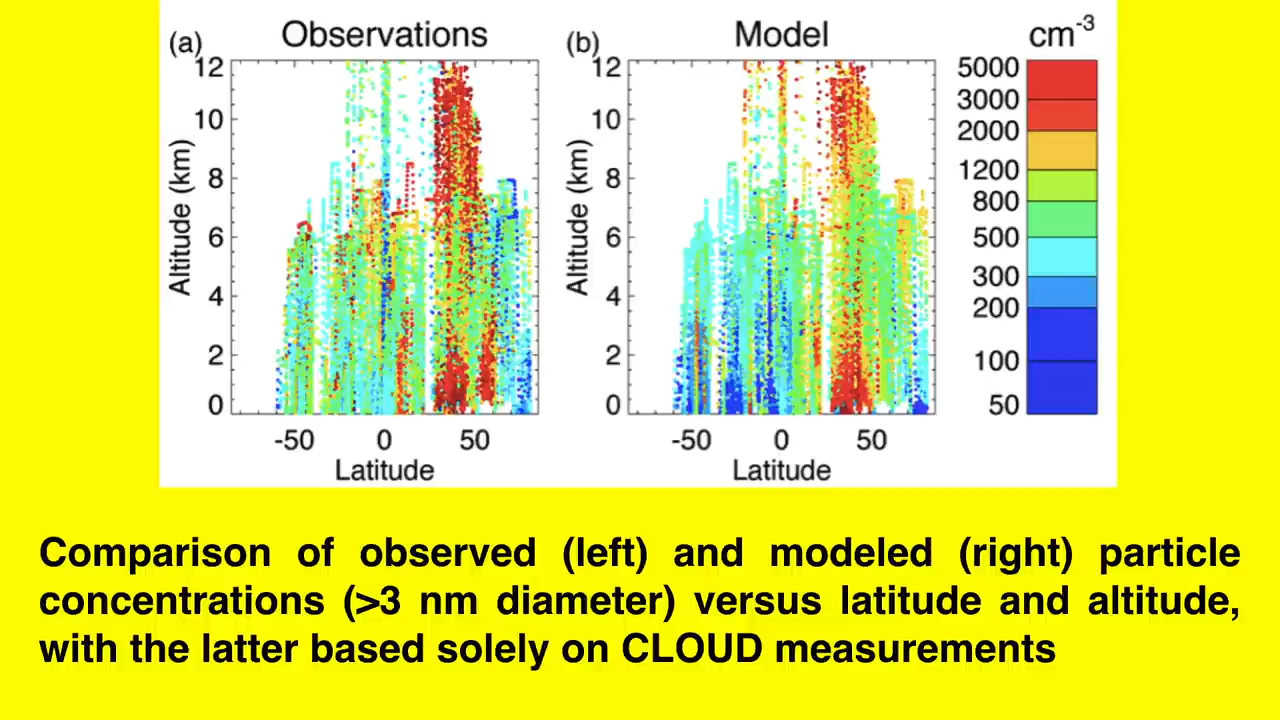 (a) Observations
(b) Model
cm-3
Altitude (km)
12
10
8
6
4
2
0
-50 0 50
Latitude
Altitude (km)
12
10
8
6
4
2
0
-50 0 50
Latitude
5000
3000
2000
1200
800
500
300
200
100
50
Comparison of observed (left) and modeled (right) particle
concentrations (>3 nm diameter) versus latitude and altitude,
with the latter based solely on CLOUD measurements